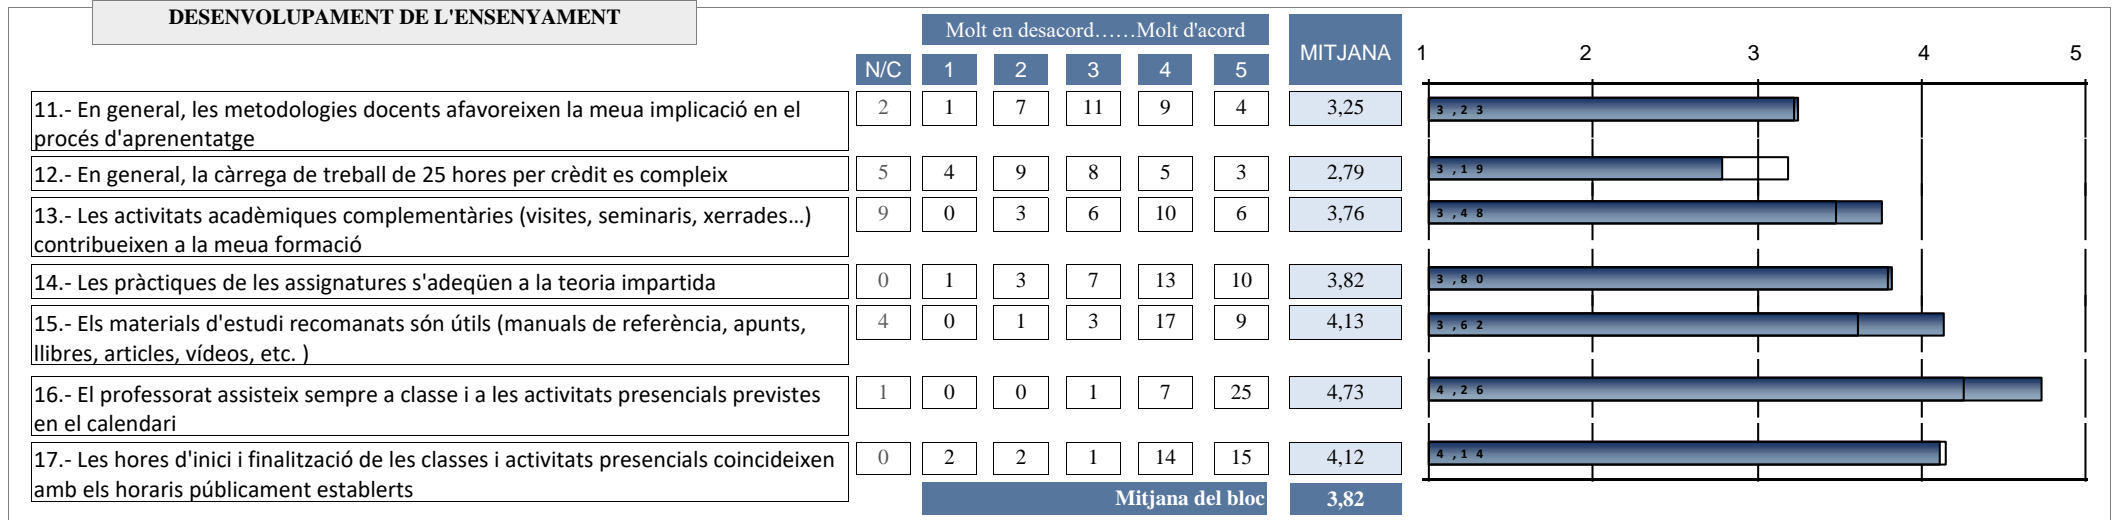 DESENVOLUPAMENT DE L'ENSENYAMENT
Molt en desacord……Molt d'acord
MITJANA
1 2 3 4 5
N/C 1 2 3 4 5
11.- En general, les metodologies docents afavoreixen la meua implicació en el
procés d'aprenentatge
2 1 7 11 9 4 3,25 3,23
12.- En general, la càrrega de treball de 25 hores per crèdit es compleix
5 4 9 8 5 3 2,79 3,19
13.- Les activitats acadèmiques complementàries (visites, seminaris, xerrades…)
contribueixen a la meua formació
9 0 3 6 10 6 3,76 3,48
14.- Les pràctiques de les assignatures s'adeqüen a la teoria impartida
0 1 3 7 13 10 3,82 3,80
15.- Els materials d'estudi recomanats són útils (manuals de referència, apunts,
llibres, articles, vídeos, etc. )
4 0 1 3 17 9 4,13 3,62
16.- El professorat assisteix sempre a classe i a les activitats presencials previstes
en el calendari
1 0 0 1 7 25 4,73 4,26
17.- Les hores d'inici i finalització de les classes i activitats presencials coincideixen
amb els horaris públicament establerts
0 2 2 1 14 15 4,12 4,14
Mitjana del bloc 3,82